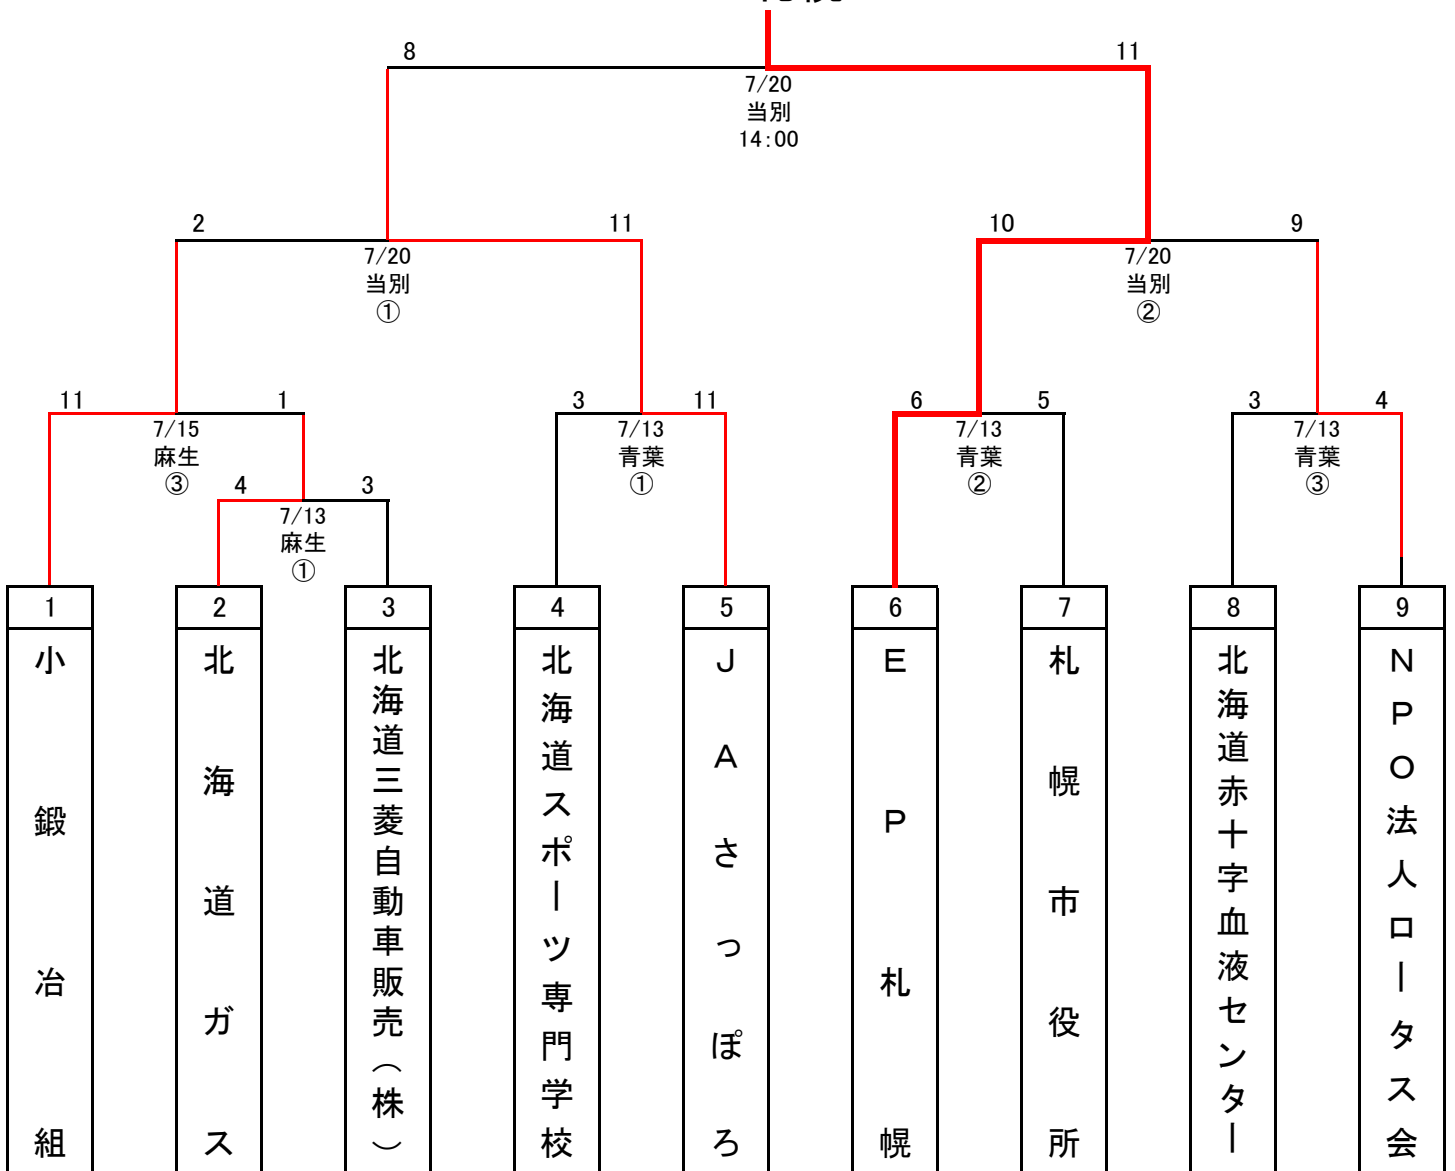 8
11
7/20
当別
14:00
2
11
10
9
7/20
当別
①
7/20
当別
②
11
1
3
11
6
5
3
4
7/15
麻生
③
7/13
青葉
①
7/13
青葉
②
7/13
青葉
③
4
3
7/13
麻生
①
1
2
3
4
5
6
7
8
9
小鍛冶組
北海道ガス
北海道三菱自動車販売（株）
北海道スポーツ専門学校
ＪＡさっぽろ
ＥＰ札幌
札幌市役所
北海道赤十字血液センター
ＮＰＯ法人ロータス会